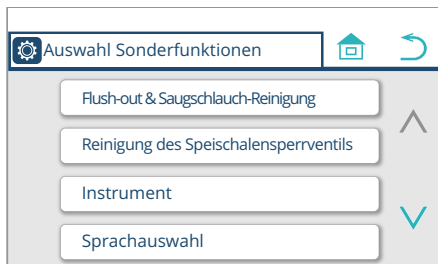 Auswahl Sonderfunktionen
Flush-out & Saugschlauch-Reinigung
Reinigung des Speischalensperrventils
Instrument
Sprachauswahl